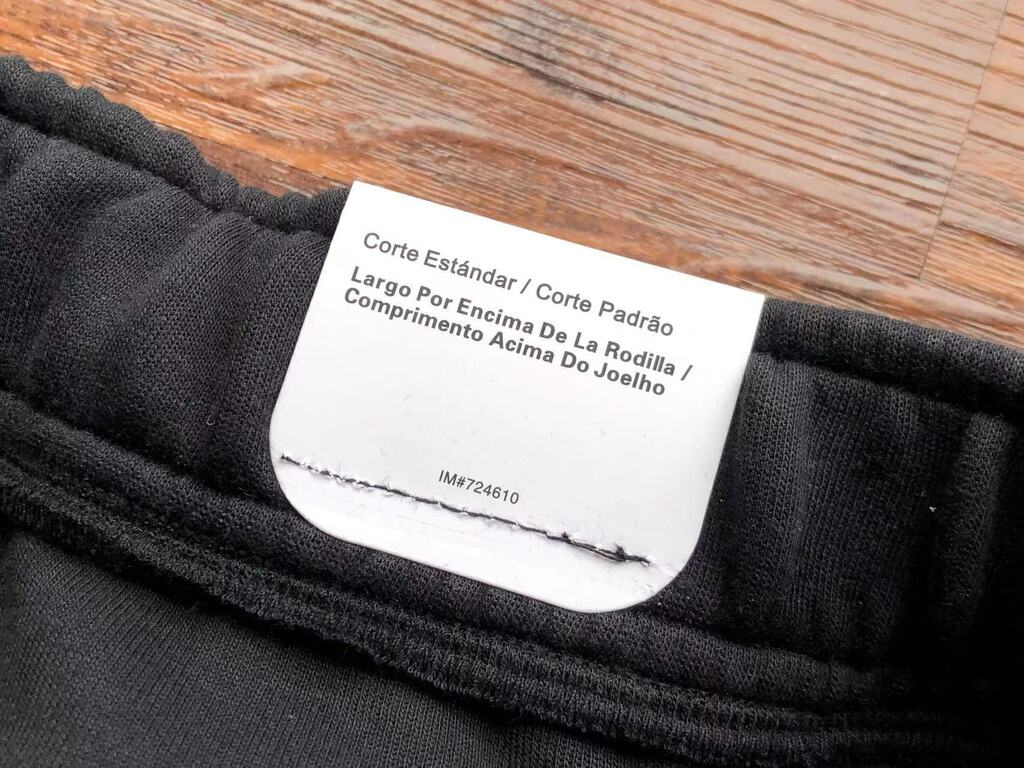 Corte Estándar / Corte Padrão
Largo Por Encima De La Rodilla /
Comprimento Acima Do Joelho
IM#724610